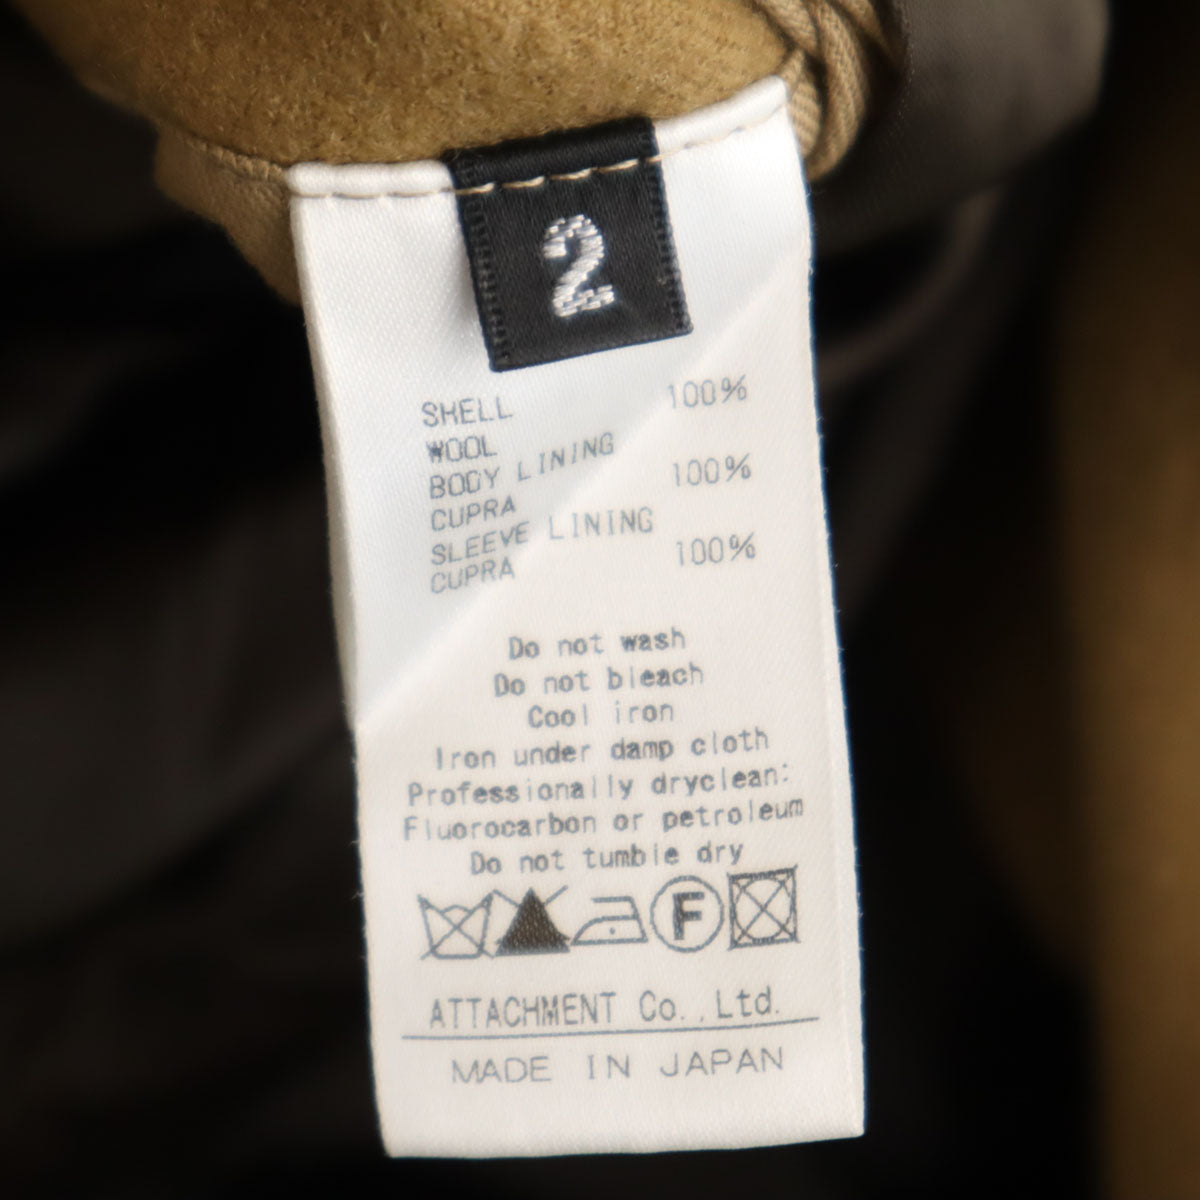 2
SHELL
WOOL 100%
BODY LINING
CUPRA 100%
SLEEVE LINING
CUPRA 100%
Do not wash
Do not bleach
Cool iron
Iron under damp cloth
Professionally dryclean:
Fluorocarbon or petroleum
Do not tumble dry
F
ATTACHMENT Co.,Ltd.
MADE IN JAPAN